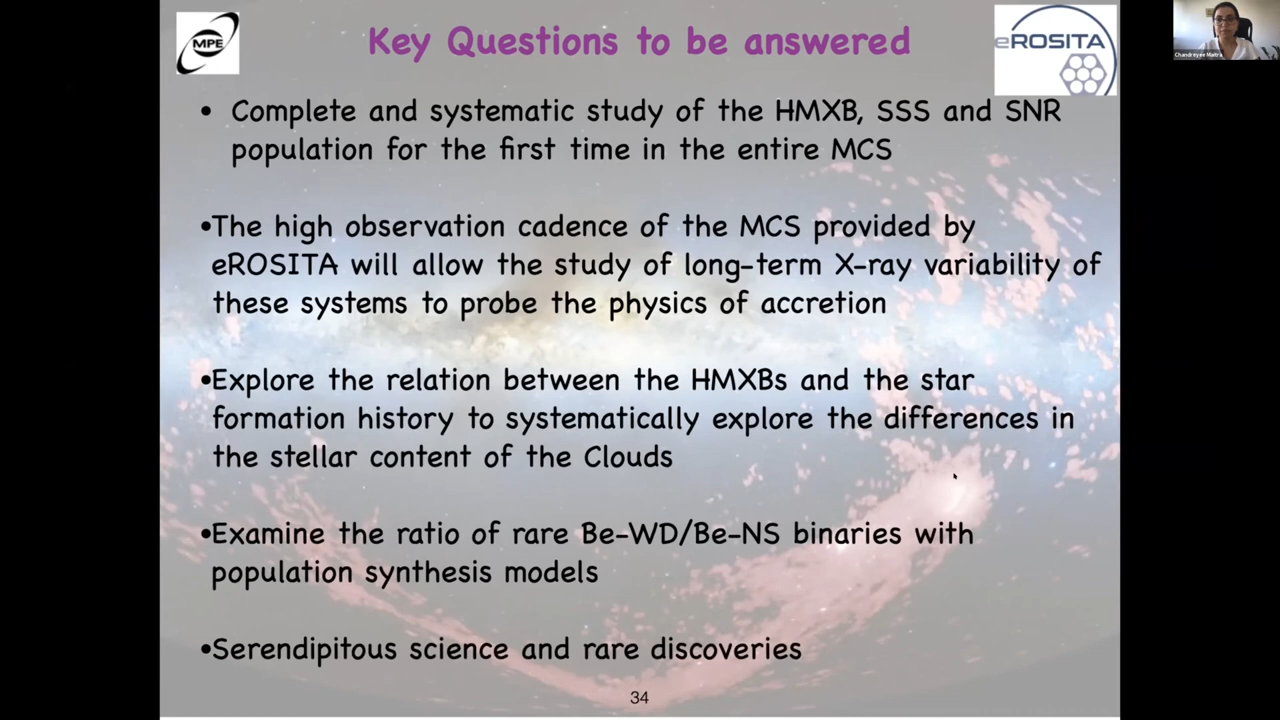 MPE
Key Questions to be answered
eROSITA
Chandreyee Maitra
• Complete and systematic study of the HMXB, SSS and SNR
population for the first time in the entire MCS
•The high observation cadence of the MCS provided by
eROSITA will allow the study of long-term X-ray variability of
these systems to probe the physics of accretion
•Explore the relation between the HMXBs and the star
formation history to systematically explore the differences in
the stellar content of the Clouds
•Examine the ratio of rare Be-WD/Be-NS binaries with
population synthesis models
•Serendipitous science and rare discoveries
34